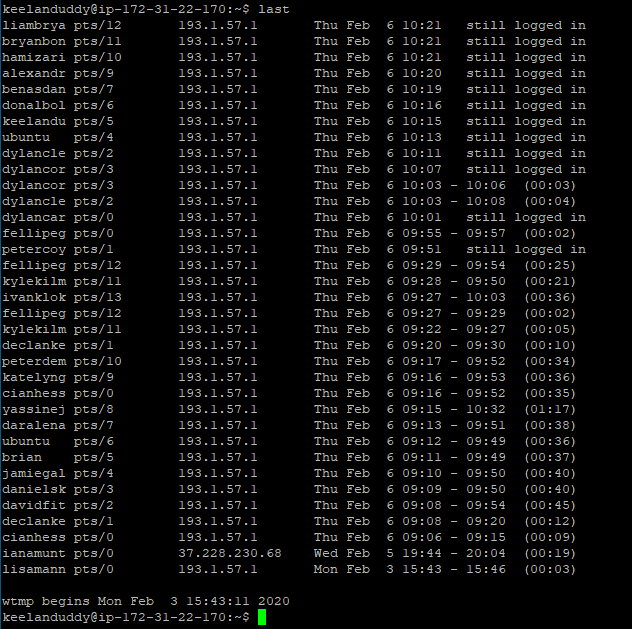 keelanduddy@ip-172-31-22-170:~$ last
liambrya pts/12       193.1.57.1       Thu Feb  6 10:21   still logged in
bryanbon pts/11       193.1.57.1       Thu Feb  6 10:21   still logged in
hamizari pts/10       193.1.57.1       Thu Feb  6 10:21   still logged in
alexandr pts/9        193.1.57.1       Thu Feb  6 10:20   still logged in
benasdan pts/7        193.1.57.1       Thu Feb  6 10:19   still logged in
donalbol pts/6        193.1.57.1       Thu Feb  6 10:16   still logged in
keelandu pts/5        193.1.57.1       Thu Feb  6 10:15   still logged in
ubuntu   pts/4        193.1.57.1       Thu Feb  6 10:13   still logged in
dylancle pts/2        193.1.57.1       Thu Feb  6 10:11   still logged in
dylancor pts/3        193.1.57.1       Thu Feb  6 10:07   still logged in
dylancor pts/3        193.1.57.1       Thu Feb  6 10:03 - 10:06  (00:03)
dylancle pts/2        193.1.57.1       Thu Feb  6 10:03 - 10:08  (00:04)
dylancar pts/0        193.1.57.1       Thu Feb  6 10:01   still logged in
fellipeg pts/0        193.1.57.1       Thu Feb  6 09:55 - 09:57  (00:02)
petercoy pts/1        193.1.57.1       Thu Feb  6 09:51   still logged in
fellipeg pts/12       193.1.57.1       Thu Feb  6 09:29 - 09:54  (00:25)
kylekilm pts/11       193.1.57.1       Thu Feb  6 09:28 - 09:50  (00:21)
ivanklok pts/13       193.1.57.1       Thu Feb  6 09:27 - 10:03  (00:36)
fellipeg pts/12       193.1.57.1       Thu Feb  6 09:27 - 09:29  (00:02)
kylekilm pts/11       193.1.57.1       Thu Feb  6 09:22 - 09:27  (00:05)
declanke pts/1        193.1.57.1       Thu Feb  6 09:20 - 09:30  (00:10)
peterdem pts/10       193.1.57.1       Thu Feb  6 09:17 - 09:52  (00:34)
katelyng pts/9        193.1.57.1       Thu Feb  6 09:16 - 09:53  (00:36)
cianhess pts/0        193.1.57.1       Thu Feb  6 09:16 - 09:52  (00:35)
yassinej pts/8        193.1.57.1       Thu Feb  6 09:15 - 10:32  (01:17)
daralena pts/7        193.1.57.1       Thu Feb  6 09:13 - 09:51  (00:38)
ubuntu   pts/6        193.1.57.1       Thu Feb  6 09:12 - 09:49  (00:36)
brian    pts/5        193.1.57.1       Thu Feb  6 09:11 - 09:49  (00:37)
jamiegal pts/4        193.1.57.1       Thu Feb  6 09:10 - 09:50  (00:40)
danielsk pts/3        193.1.57.1       Thu Feb  6 09:09 - 09:50  (00:40)
davidfit pts/2        193.1.57.1       Thu Feb  6 09:08 - 09:54  (00:45)
declanke pts/1        193.1.57.1       Thu Feb  6 09:08 - 09:20  (00:12)
cianhess pts/0        193.1.57.1       Thu Feb  6 09:06 - 09:15  (00:09)
ianamunt pts/0        37.228.230.68    Wed Feb  5 19:44 - 20:04  (00:19)
lisamann pts/0        193.1.57.1       Mon Feb  3 15:43 - 15:46  (00:03)

wtmp begins Mon Feb  3 15:43:11 2020
keelanduddy@ip-172-31-22-170:~$